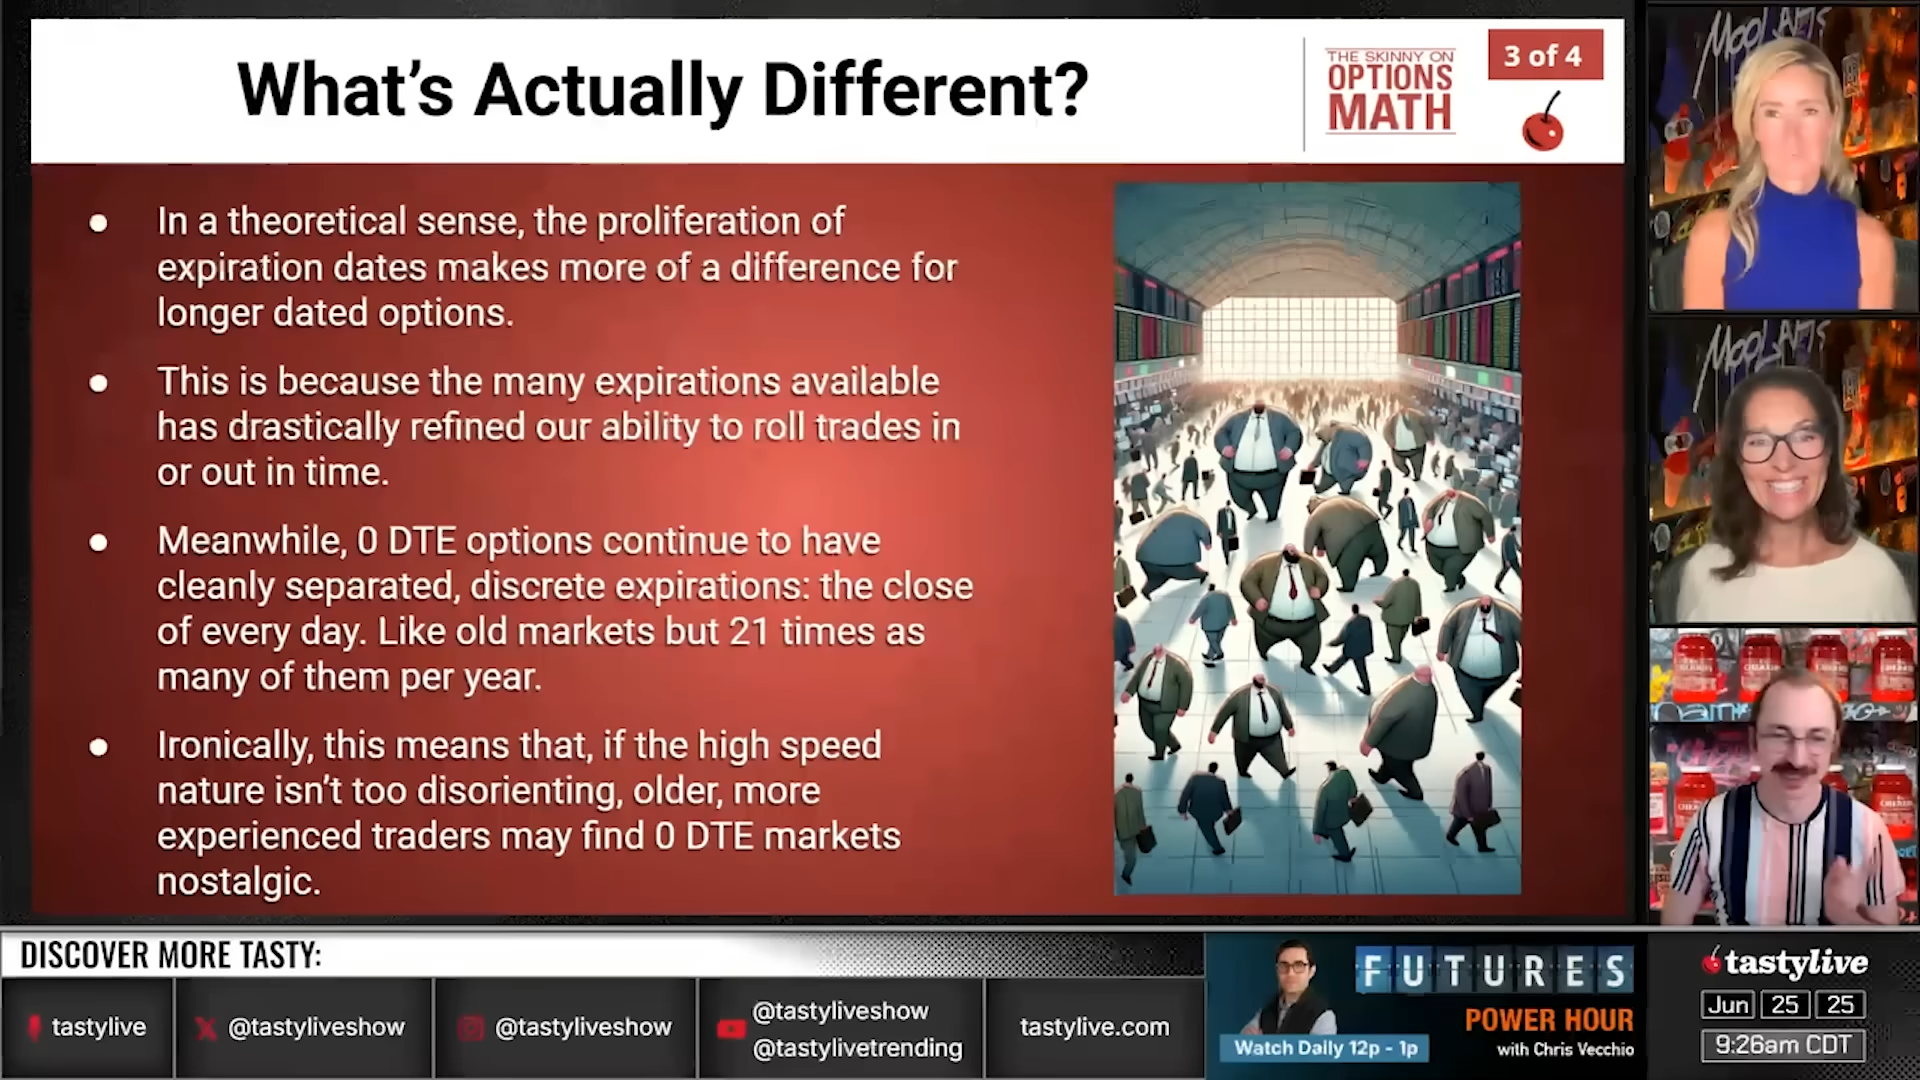 What's Actually Different?
THE SKINNY ON
OPTIONS
MATH
3 of 4
In a theoretical sense, the proliferation of
expiration dates makes more of a difference for
longer dated options.
This is because the many expirations available
has drastically refined our ability to roll trades in
or out in time.
Meanwhile, 0 DTE options continue to have
cleanly separated, discrete expirations: the close
of every day. Like old markets but 21 times as
many of them per year.
Ironically, this means that, if the high speed
nature isn't too disorienting, older, more
experienced traders may find 0 DTE markets
nostalgic.
DISCOVER MORE TASTY:
tastylive
@tastyliveshow
@tastyliveshow
@tastyliveshow
@tastylivetrending
tastylive.com
FUTURES
POWER HOUR
with Chris Vecchio
Watch Daily 12p - 1p
tastylive
Jun 25 25
9:26am CDT